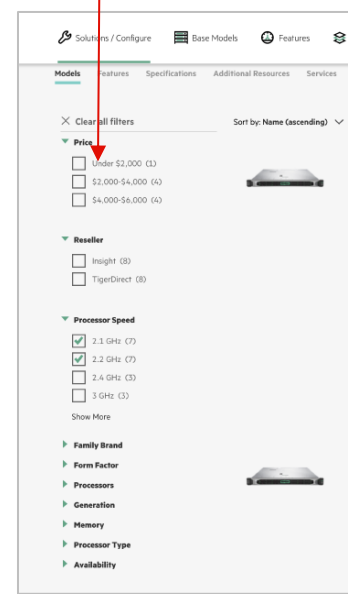 Solutions / Configure Base Models Features
Models Features Specifications Additional Resources Services
Clear all filters Sort by: Name (ascending)
Price
Under $2,000 (1)
$2,000-$4,000 (4)
$4,000-$6,000 (4)
Reseller
Insight (8)
TigerDirect (8)
Processor Speed
2.1 GHz (7)
2.2 GHz (7)
2.4 GHz (3)
3 GHz (3)
Show More
Family Brand
Form Factor
Processors
Generation
Memory
Processor Type
Availability